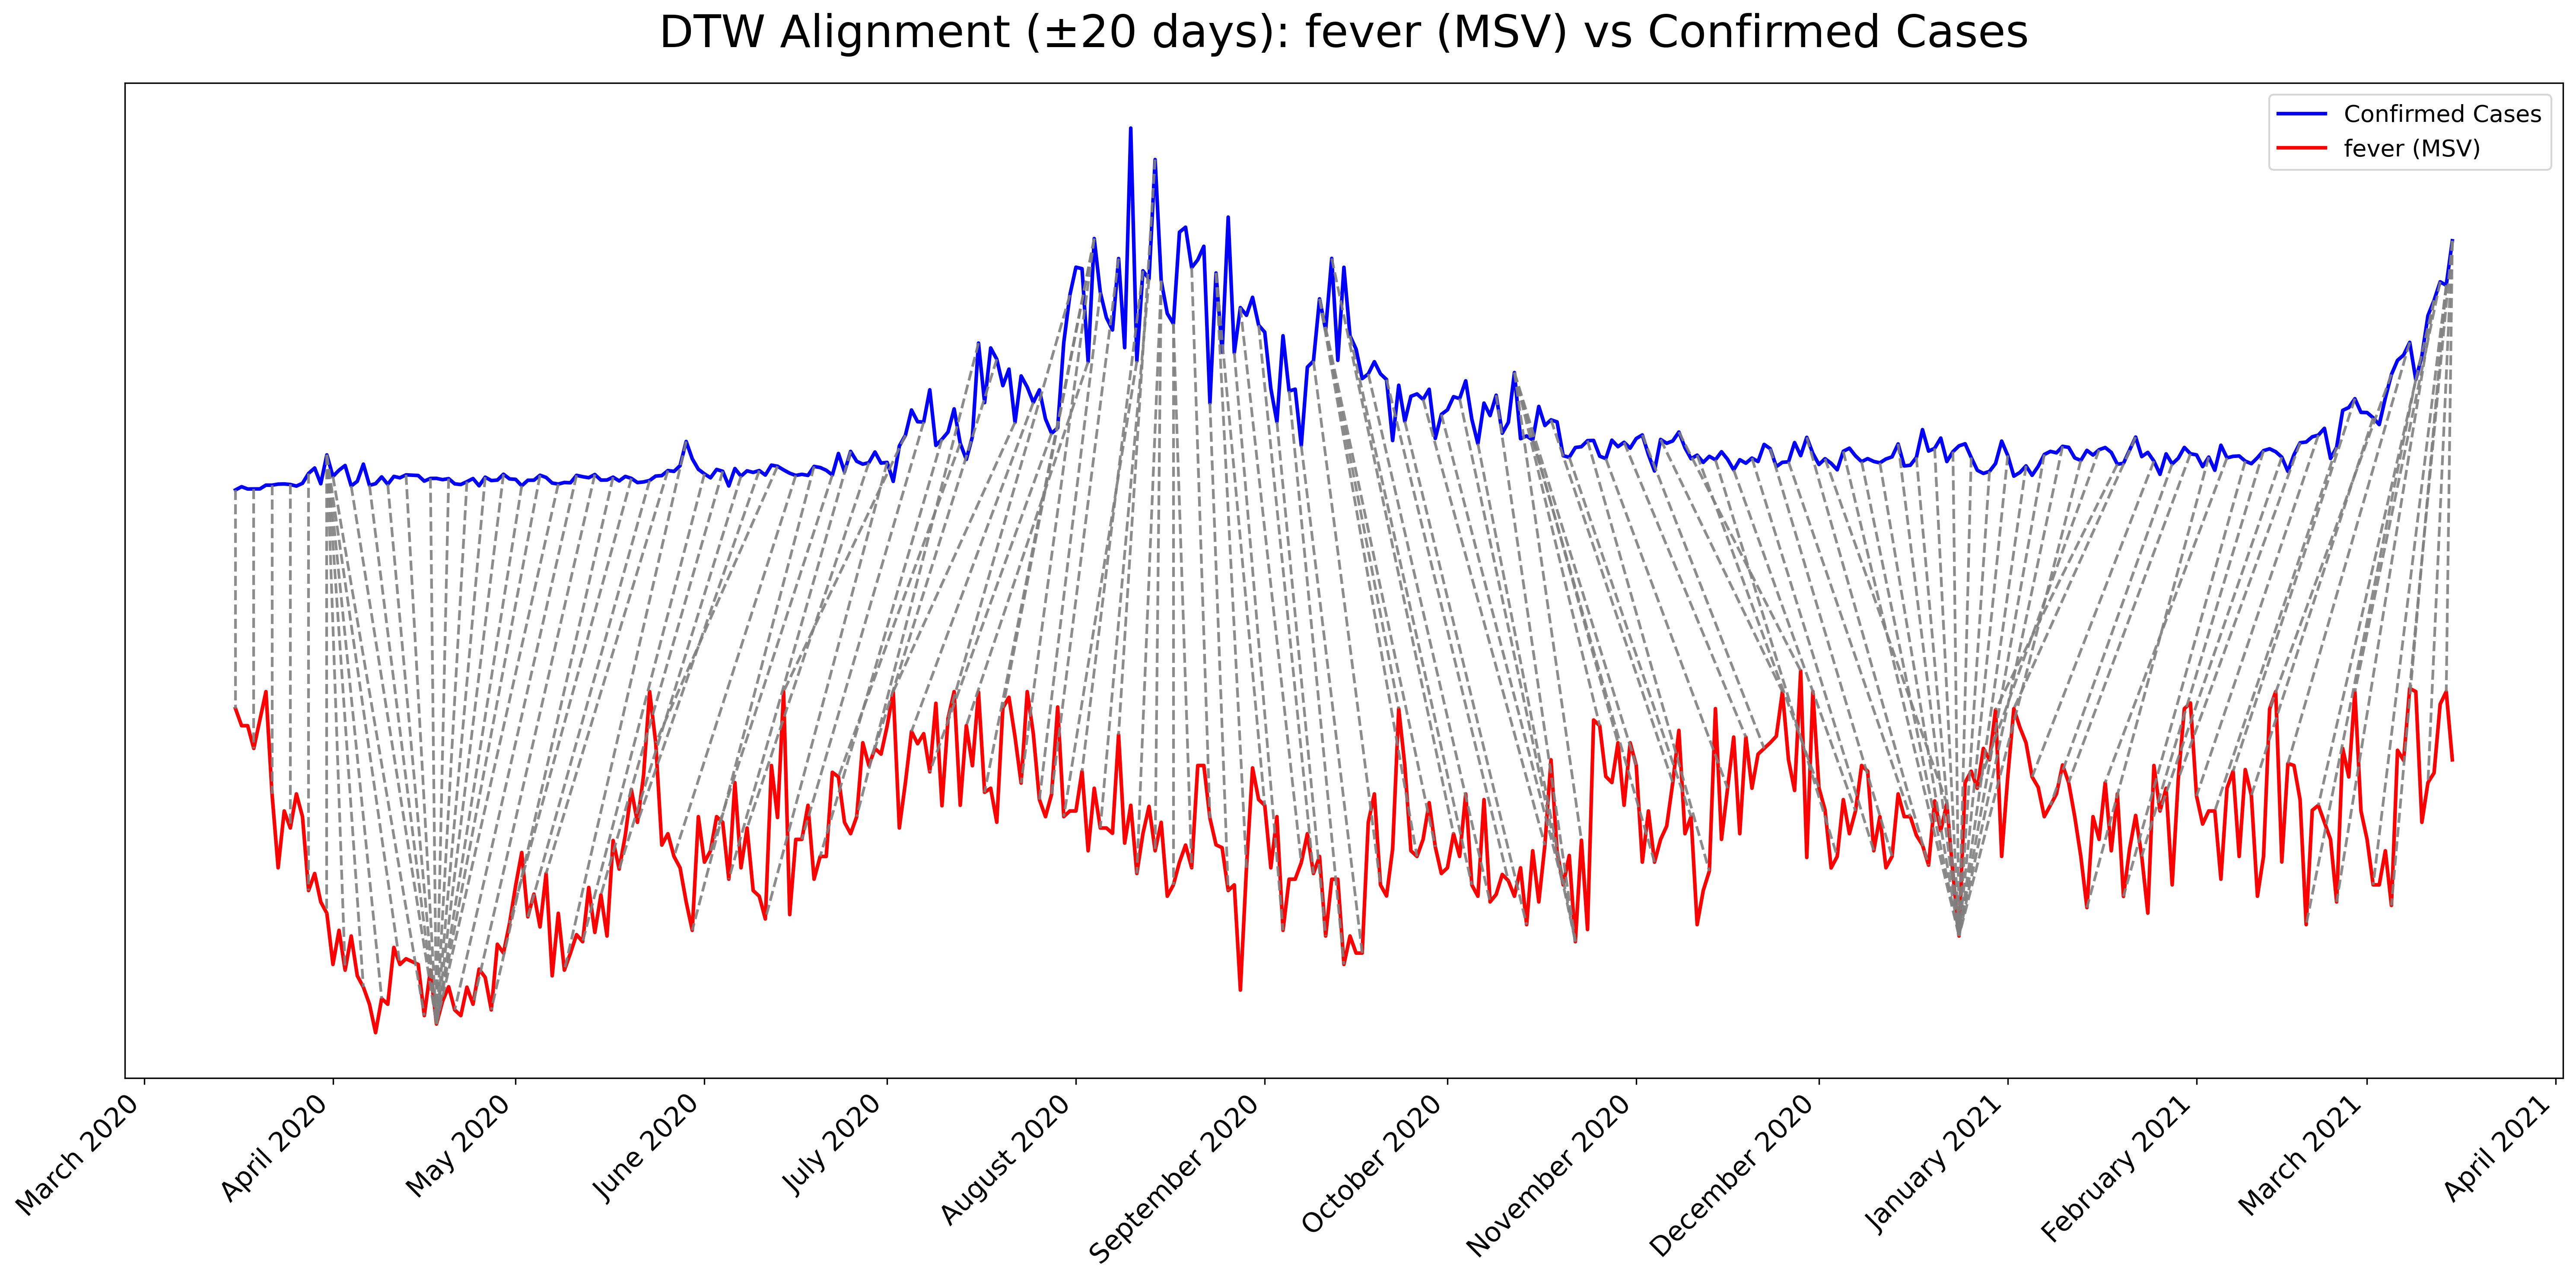 DTW Alignment (±20 days): fever (MSV) vs Confirmed Cases
Confirmed Cases
fever (MSV)
March 2020
April 2020
May 2020
June 2020
July 2020
August 2020
September 2020
October 2020
November 2020
December 2020
January 2021
February 2021
March 2021
April 2021